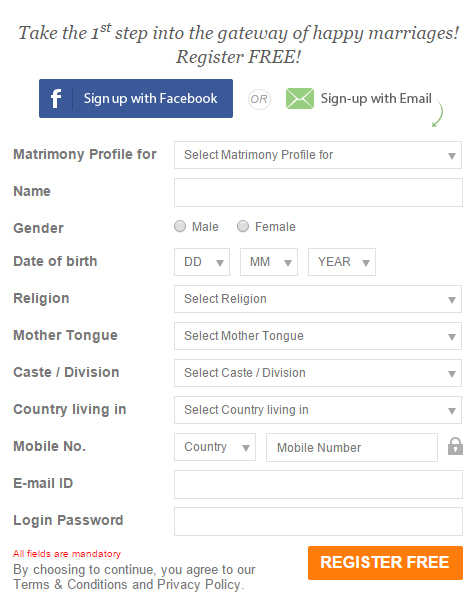 Take the 1st step into the gateway of happy marriages!
Register FREE!
f Sign up with Facebook OR Sign-up with Email
Matrimony Profile for Select Matrimony Profile for
Name
Gender Male Female
Date of birth DD MM YEAR
Religion Select Religion
Mother Tongue Select Mother Tongue
Caste / Division Select Caste / Division
Country living in Select Country living in
Mobile No. Country Mobile Number
E-mail ID
Login Password
All fields are mandatory
By choosing to continue, you agree to our
Terms & Conditions and Privacy Policy.
REGISTER FREE